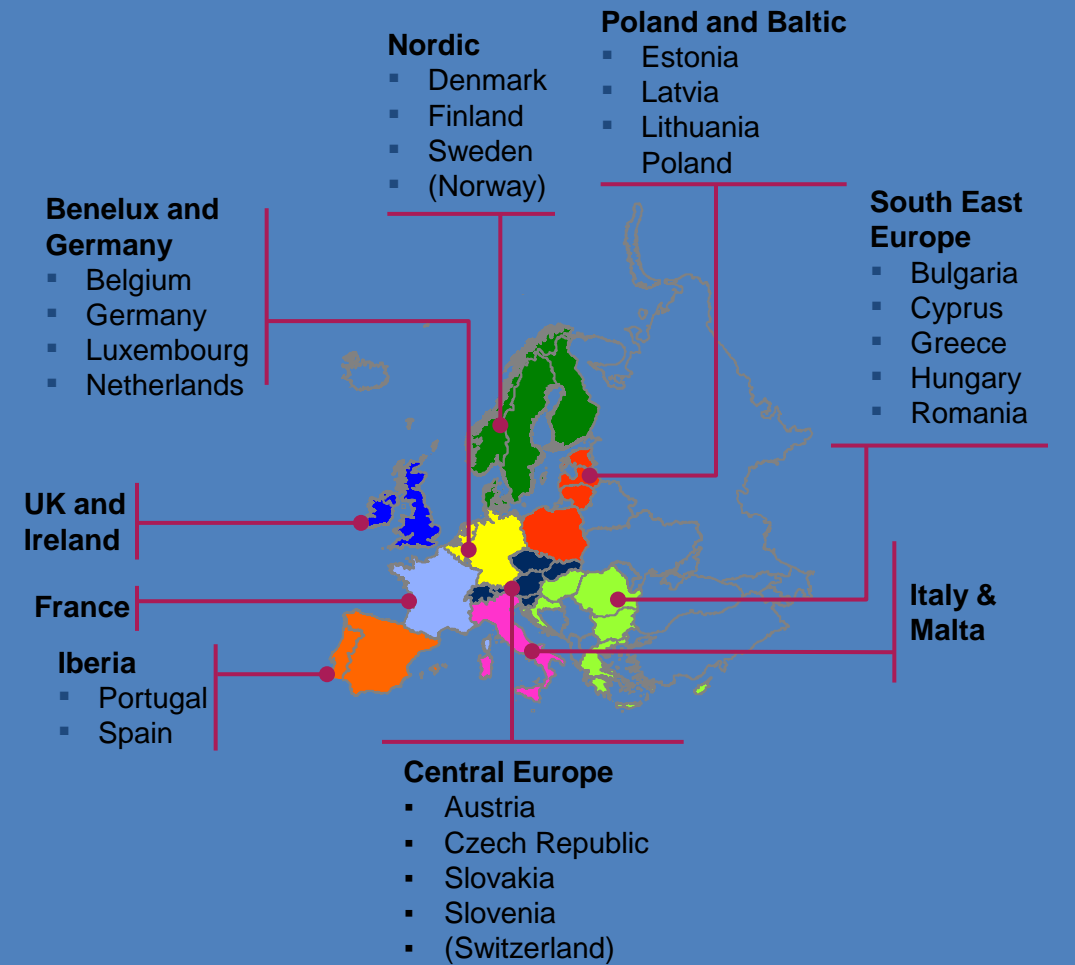 Poland and Baltic
▪ Estonia
▪ Latvia
▪ Lithuania
Poland
Nordic
▪ Denmark
▪ Finland
▪ Sweden
▪ (Norway)
Benelux and
Germany
▪ Belgium
▪ Germany
▪ Luxembourg
▪ Netherlands
South East
Europe
▪ Bulgaria
▪ Cyprus
▪ Greece
▪ Hungary
▪ Romania
UK and
Ireland
France
Iberia
▪ Portugal
▪ Spain
Italy &
Malta
Central Europe
▪ Austria
▪ Czech Republic
▪ Slovakia
▪ Slovenia
▪ (Switzerland)